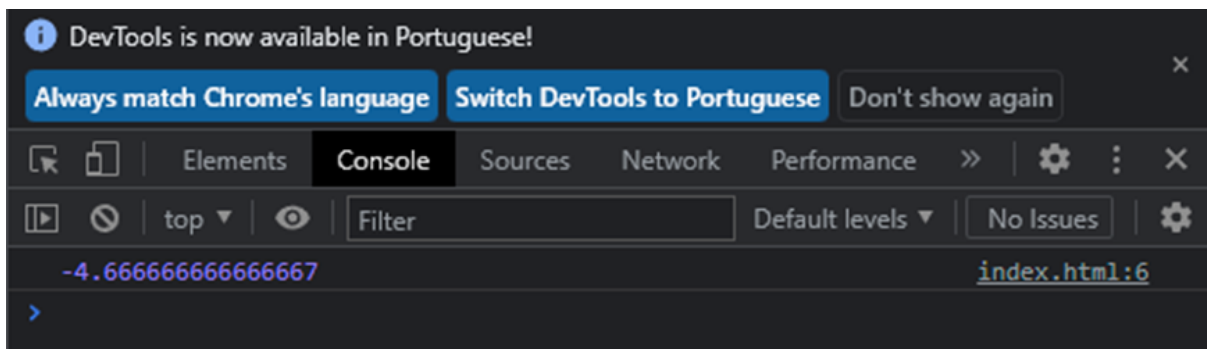 DevTools is now available in Portuguese!
Always match Chrome's language Switch DevTools to Portuguese Don't show again
Elements Console Sources Network Performance
top Filter Default levels No Issues
-4.666666666666667 index.html:6